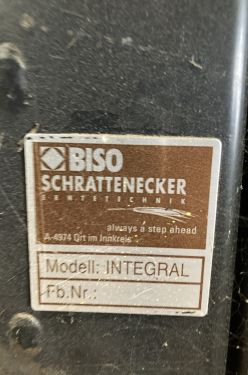 BISO
SCHRATTENECKER
ERNTETECHNIK
always a step ahead
A-4974 Ort im Innkreis
Modell: INTEGRAL
Fb.Nr.: